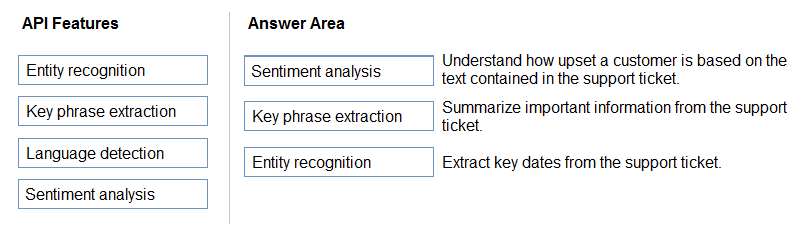 API Features
Answer Area
Entity recognition
Key phrase extraction
Language detection
Sentiment analysis
Sentiment analysis
Understand how upset a customer is based on the
text contained in the support ticket.
Key phrase extraction
Summarize important information from the support
ticket.
Entity recognition
Extract key dates from the support ticket.